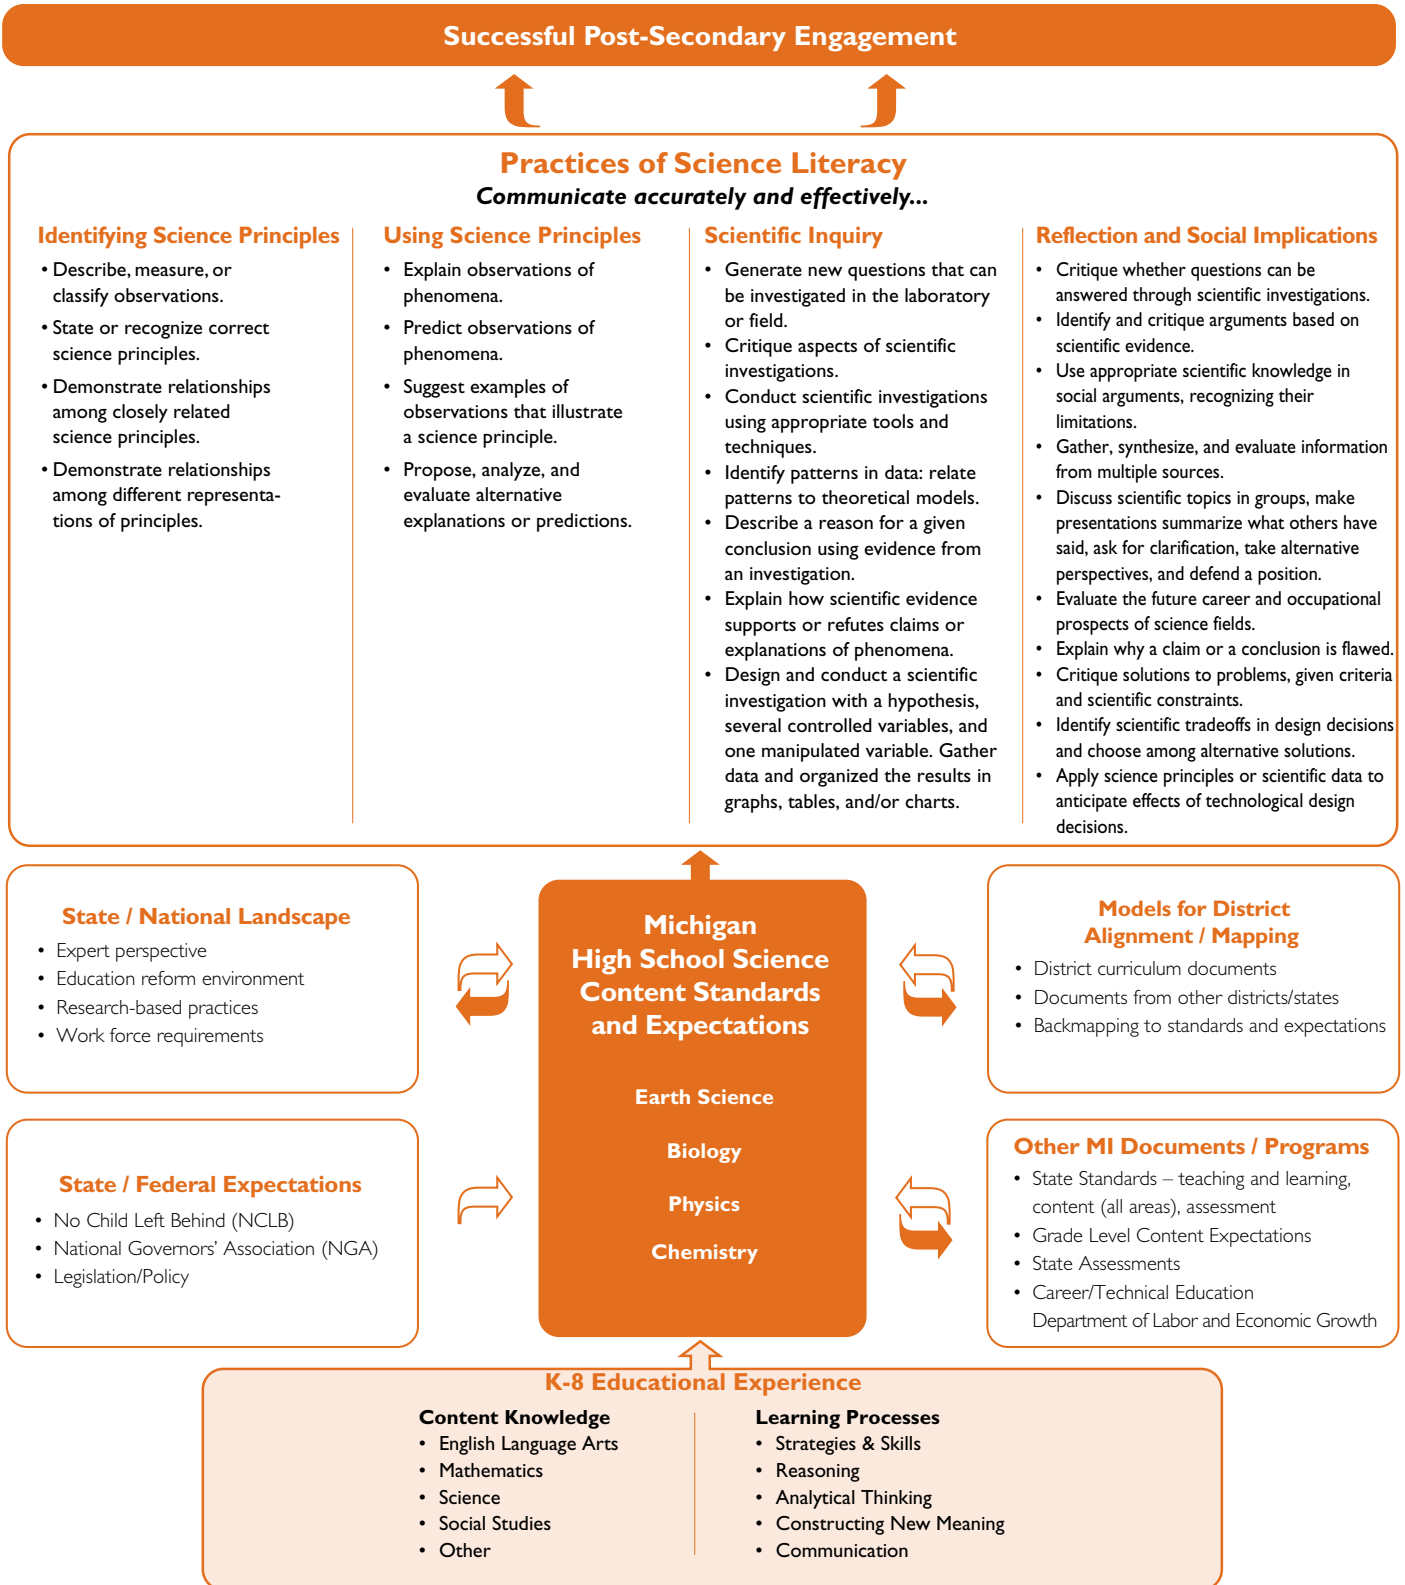 Successful Post-Secondary Engagement
Practices of Science Literacy
Communicate accurately and effectively...
Identifying Science Principles
• Describe, measure, or
classify observations.
• State or recognize correct
science principles.
• Demonstrate relationships
among closely related
science principles.
• Demonstrate relationships
among different representa-
tions of principles.
Using Science Principles
• Explain observations of
phenomena.
• Predict observations of
phenomena.
• Suggest examples of
observations that illustrate
a science principle.
• Propose, analyze, and
evaluate alternative
explanations or predictions.
Scientific Inquiry
• Generate new questions that can
be investigated in the laboratory
or field.
• Critique aspects of scientific
investigations.
• Conduct scientific investigations
using appropriate tools and
techniques.
• Identify patterns in data: relate
patterns to theoretical models.
• Describe a reason for a given
conclusion using evidence from
an investigation.
• Explain how scientific evidence
supports or refutes claims or
explanations of phenomena.
• Design and conduct a scientific
investigation with a hypothesis,
several controlled variables, and
one manipulated variable. Gather
data and organized the results in
graphs, tables, and/or charts.
Reflection and Social Implications
• Critique whether questions can be
answered through scientific investigations.
• Identify and critique arguments based on
scientific evidence.
• Use appropriate scientific knowledge in
social arguments, recognizing their
limitations.
• Gather, synthesize, and evaluate information
from multiple sources.
• Discuss scientific topics in groups, make
presentations summarize what others have
said, ask for clarification, take alternative
perspectives, and defend a position.
• Evaluate the future career and occupational
prospects of science fields.
• Explain why a claim or a conclusion is flawed.
• Critique solutions to problems, given criteria
and scientific constraints.
• Identify scientific tradeoffs in design decisions
and choose among alternative solutions.
• Apply science principles or scientific data to
anticipate effects of technological design
decisions.
State / National Landscape
• Expert perspective
• Education reform environment
• Research-based practices
• Work force requirements
State / Federal Expectations
• No Child Left Behind (NCLB)
• National Governors' Association (NGA)
• Legislation/Policy
Michigan
High School Science
Content Standards
and Expectations
Earth Science
Biology
Physics
Chemistry
Models for District
Alignment / Mapping
• District curriculum documents
• Documents from other districts/states
• Backmapping to standards and expectations
Other MI Documents / Programs
• State Standards – teaching and learning,
content (all areas), assessment
• Grade Level Content Expectations
• State Assessments
• Career/Technical Education
Department of Labor and Economic Growth
K-8 Educational Experience
Content Knowledge
• English Language Arts
• Mathematics
• Science
• Social Studies
• Other
Learning Processes
• Strategies & Skills
• Reasoning
• Analytical Thinking
• Constructing New Meaning
• Communication